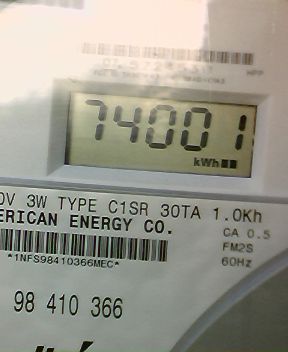 74001
kWh
0V 3W TYPE C1SR 30TA 1.0Kh
ERICAN ENERGY CO.
CA 0.5
FM2S
*1NFS98410366MEC*
60Hz
98 410 366